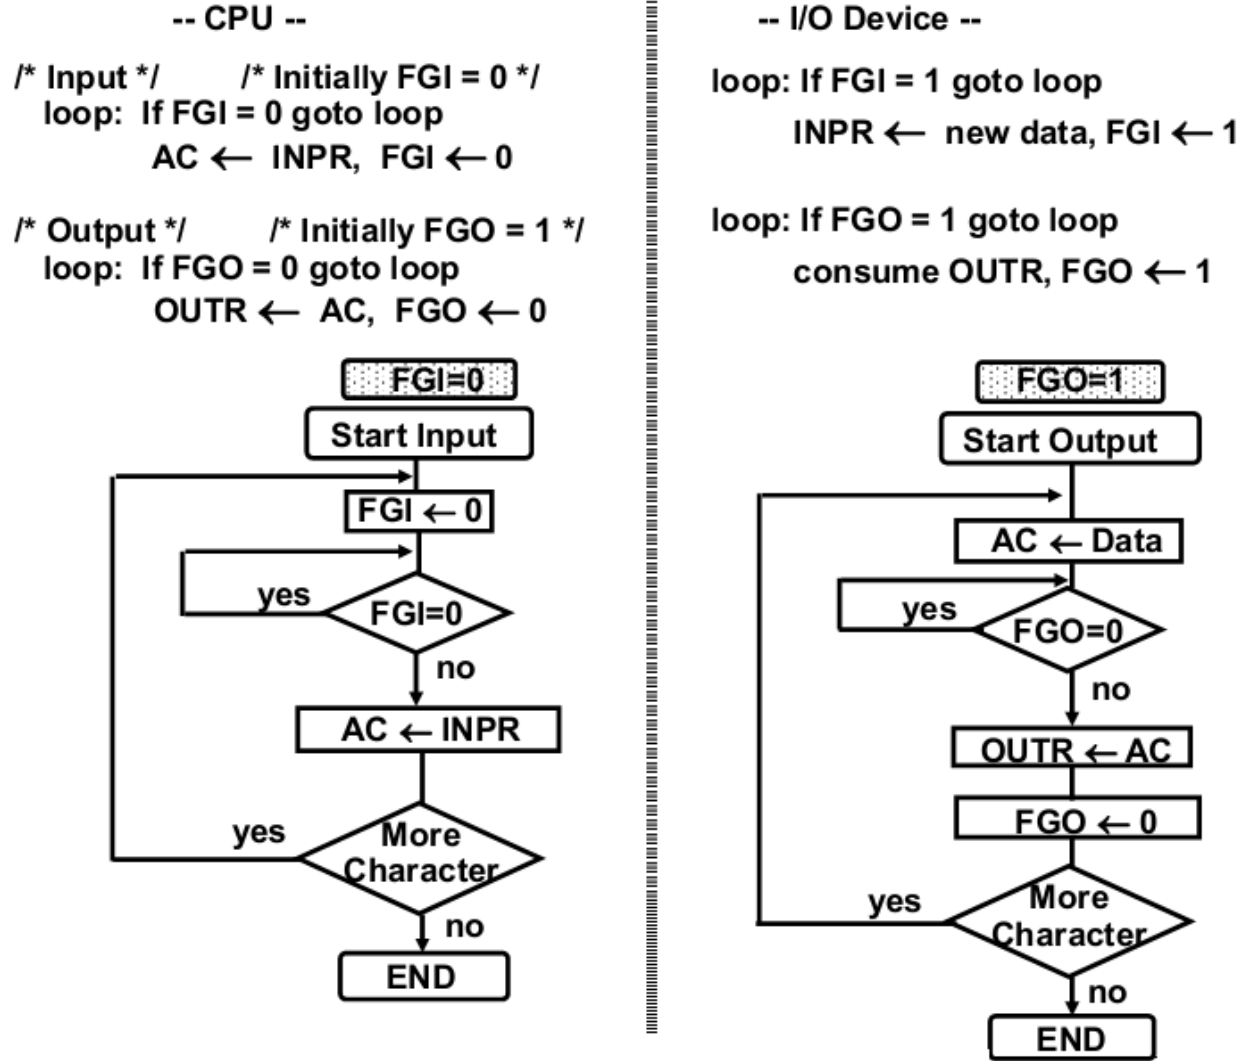 -- CPU --
/* Input */ /* Initially FGI = 0 */
loop: If FGI = 0 goto loop
AC ← INPR, FGI ← 0
/* Output */ /* Initially FGO = 1 */
loop: If FGO = 0 goto loop
OUTR ← AC, FGO ← 0
FGI=0
Start Input
FGI ← 0
yes
FGI=0
no
AC ← INPR
yes
More
Character
no
END
-- I/O Device --
loop: If FGI = 1 goto loop
INPR ← new data, FGI ← 1
loop: If FGO = 1 goto loop
consume OUTR, FGO ← 1
FGO=1
Start Output
AC ← Data
yes
FGO=0
no
OUTR ← AC
FGO ← 0
yes
More
Character
no
END